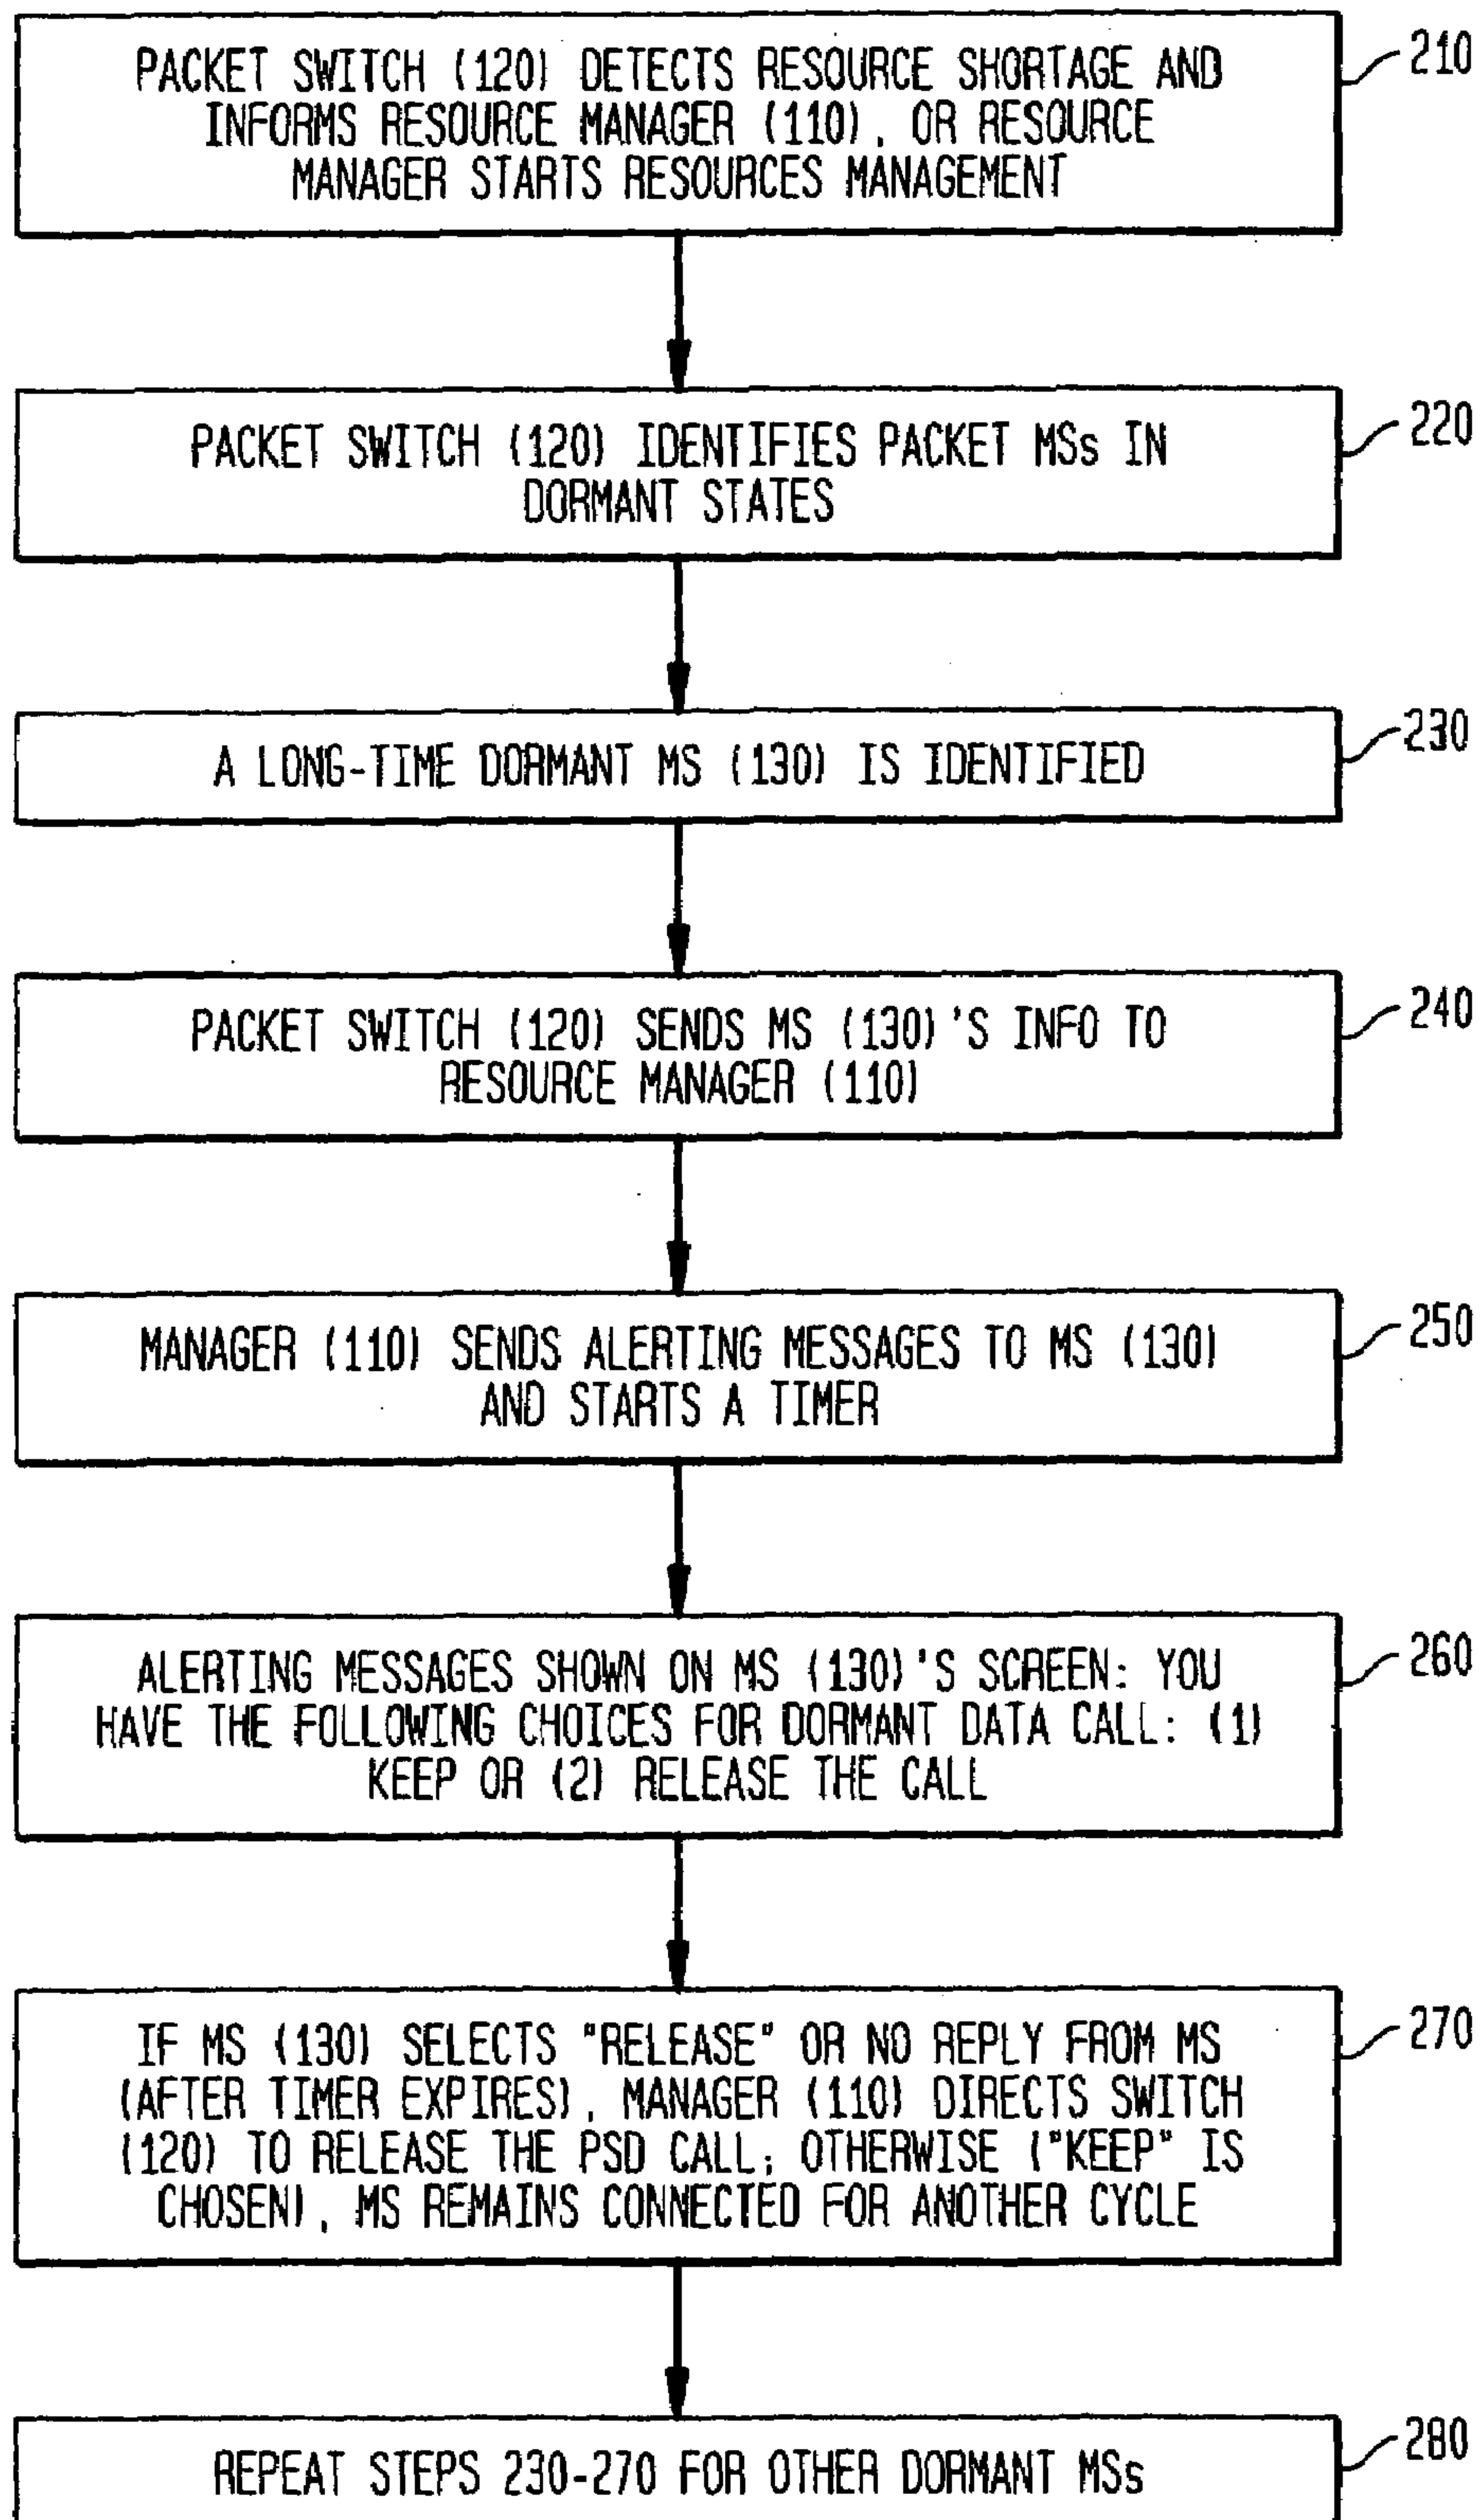 PACKET SWITCH (120) DETECTS RESOURCE SHORTAGE AND
INFORMS RESOURCE MANAGER (110), OR RESOURCE
MANAGER STARTS RESOURCES MANAGEMENT
210
PACKET SWITCH (120) IDENTIFIES PACKET MSs IN
DORMANT STATES
220
A LONG-TIME DORMANT MS (130) IS IDENTIFIED
230
PACKET SWITCH (120) SENDS MS (130)'S INFO TO
RESOURCE MANAGER (110)
240
MANAGER (110) SENDS ALERTING MESSAGES TO MS (130)
AND STARTS A TIMER
250
ALERTING MESSAGES SHOWN ON MS (130)'S SCREEN: YOU
HAVE THE FOLLOWING CHOICES FOR DORMANT DATA CALL: (1)
KEEP OR (2) RELEASE THE CALL
260
IF MS (130) SELECTS "RELEASE" OR NO REPLY FROM MS
(AFTER TIMER EXPIRES), MANAGER (110) DIRECTS SWITCH
(120) TO RELEASE THE PSD CALL; OTHERWISE ("KEEP" IS
CHOSEN), MS REMAINS CONNECTED FOR ANOTHER CYCLE
270
REPEAT STEPS 230-270 FOR OTHER DORMANT MSs
280